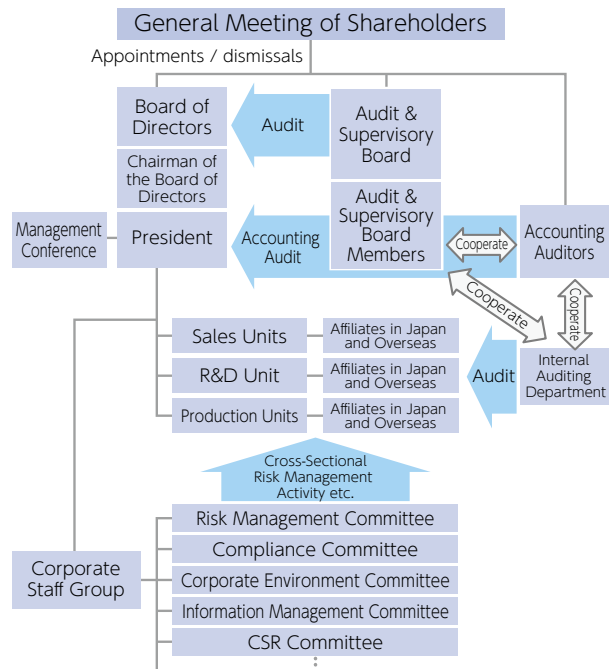 General Meeting of Shareholders
Appointments / dismissals
Board of
Directors
Audit
Audit &
Supervisory
Board
Chairman of
the Board of
Directors
Management
Conference
President
Accounting
Audit
Audit &
Supervisory
Board
Members
Cooperate
Accounting
Auditors
Cooperate
Cooperate
Sales Units
Affiliates in Japan
and Overseas
R&D Unit
Affiliates in Japan
and Overseas
Audit
Internal
Auditing
Department
Production Units
Affiliates in Japan
and Overseas
Cross-Sectional
Risk Management
Activity etc.
Risk Management Committee
Compliance Committee
Corporate
Staff Group
Corporate Environment Committee
Information Management Committee
CSR Committee